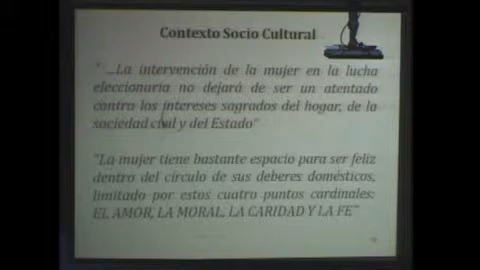 Contexto Socio Cultural
" ...La intervención de la mujer en la lucha
eleccionaria no dejará de ser un atentado
contra los intereses sagrados del hogar, de la
sociedad civil y del Estado"
"La mujer tiene bastante espacio para ser feliz
dentro del círculo de sus deberes domésticos,
limitado por estos cuatro puntos cardinales:
EL AMOR, LA MORAL, LA CARIDAD Y LA FE"